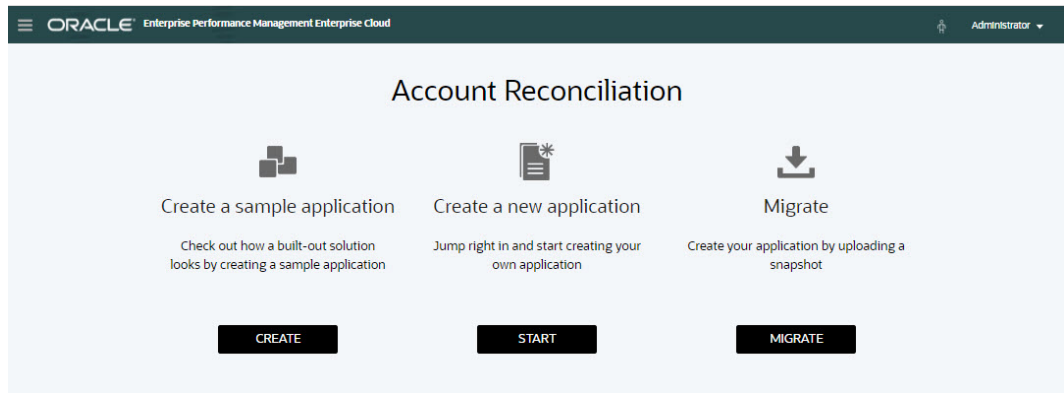 ORACLE Enterprise Performance Management Enterprise Cloud
Administrator
Account Reconciliation
Create a sample application
Check out how a built-out solution
looks by creating a sample application
CREATE
Create a new application
Jump right in and start creating your
own application
START
Migrate
Create your application by uploading a
snapshot
MIGRATE